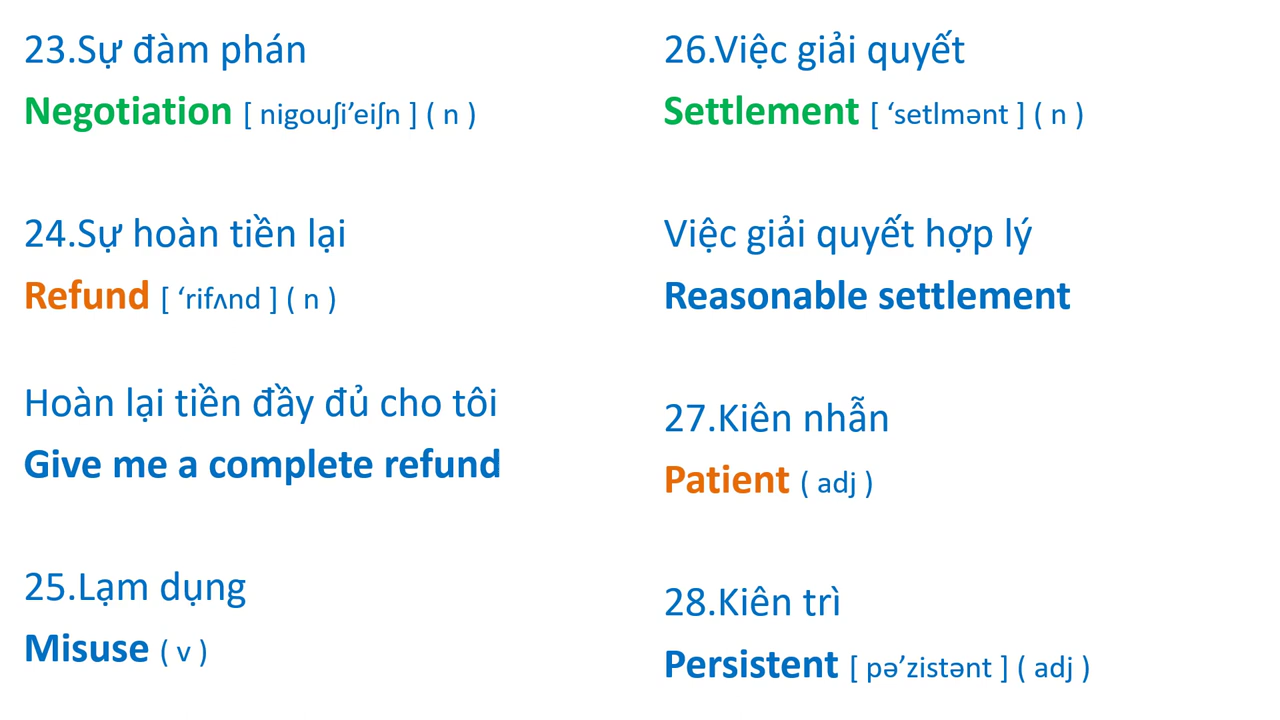 23.Sự đàm phán
Negotiation [ nigouʃi’eiʃn ] ( n )
24.Sự hoàn tiền lại
Refund [ ‘rifʌnd ] ( n )
Hoàn lại tiền đầy đủ cho tôi
Give me a complete refund
25.Lạm dụng
Misuse ( v )
26.Việc giải quyết
Settlement [ ‘setlmənt ] ( n )
Việc giải quyết hợp lý
Reasonable settlement
27.Kiên nhẫn
Patient ( adj )
28.Kiên trì
Persistent [ pə’zistənt ] ( adj )